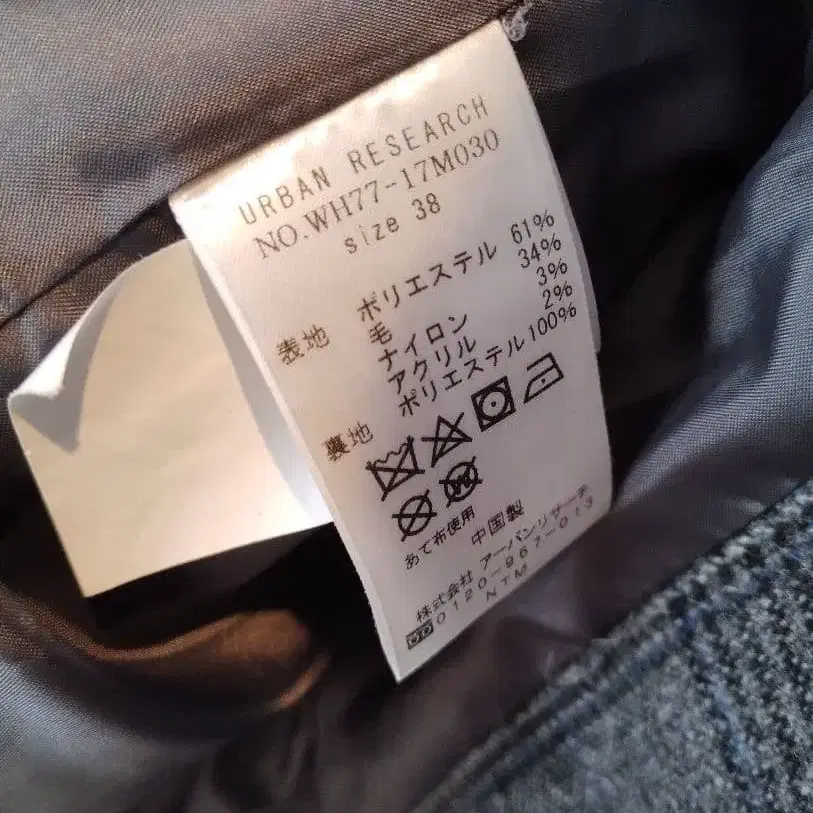 URBAN RESEARCH
NO.WH77-17M030
size 38
表地 ポリエステル 61%
毛 34%
ナイロン 3%
アクリル 2%
裏地 ポリエステル100%
あて布使用
中国製
株式会社 アーバンリサーチ
0120-967-013
NTM